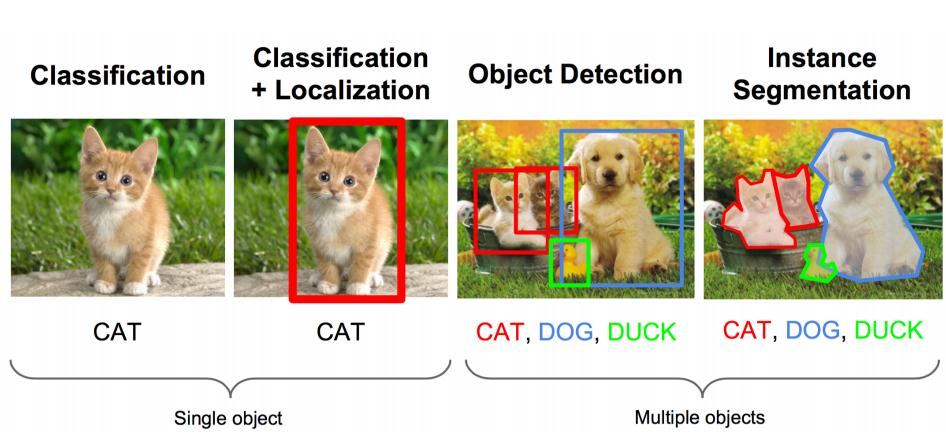 Classification
Classification
+ Localization
Object Detection
Instance
Segmentation
CAT
CAT
CAT, DOG, DUCK
CAT, DOG, DUCK
Single object
Multiple objects